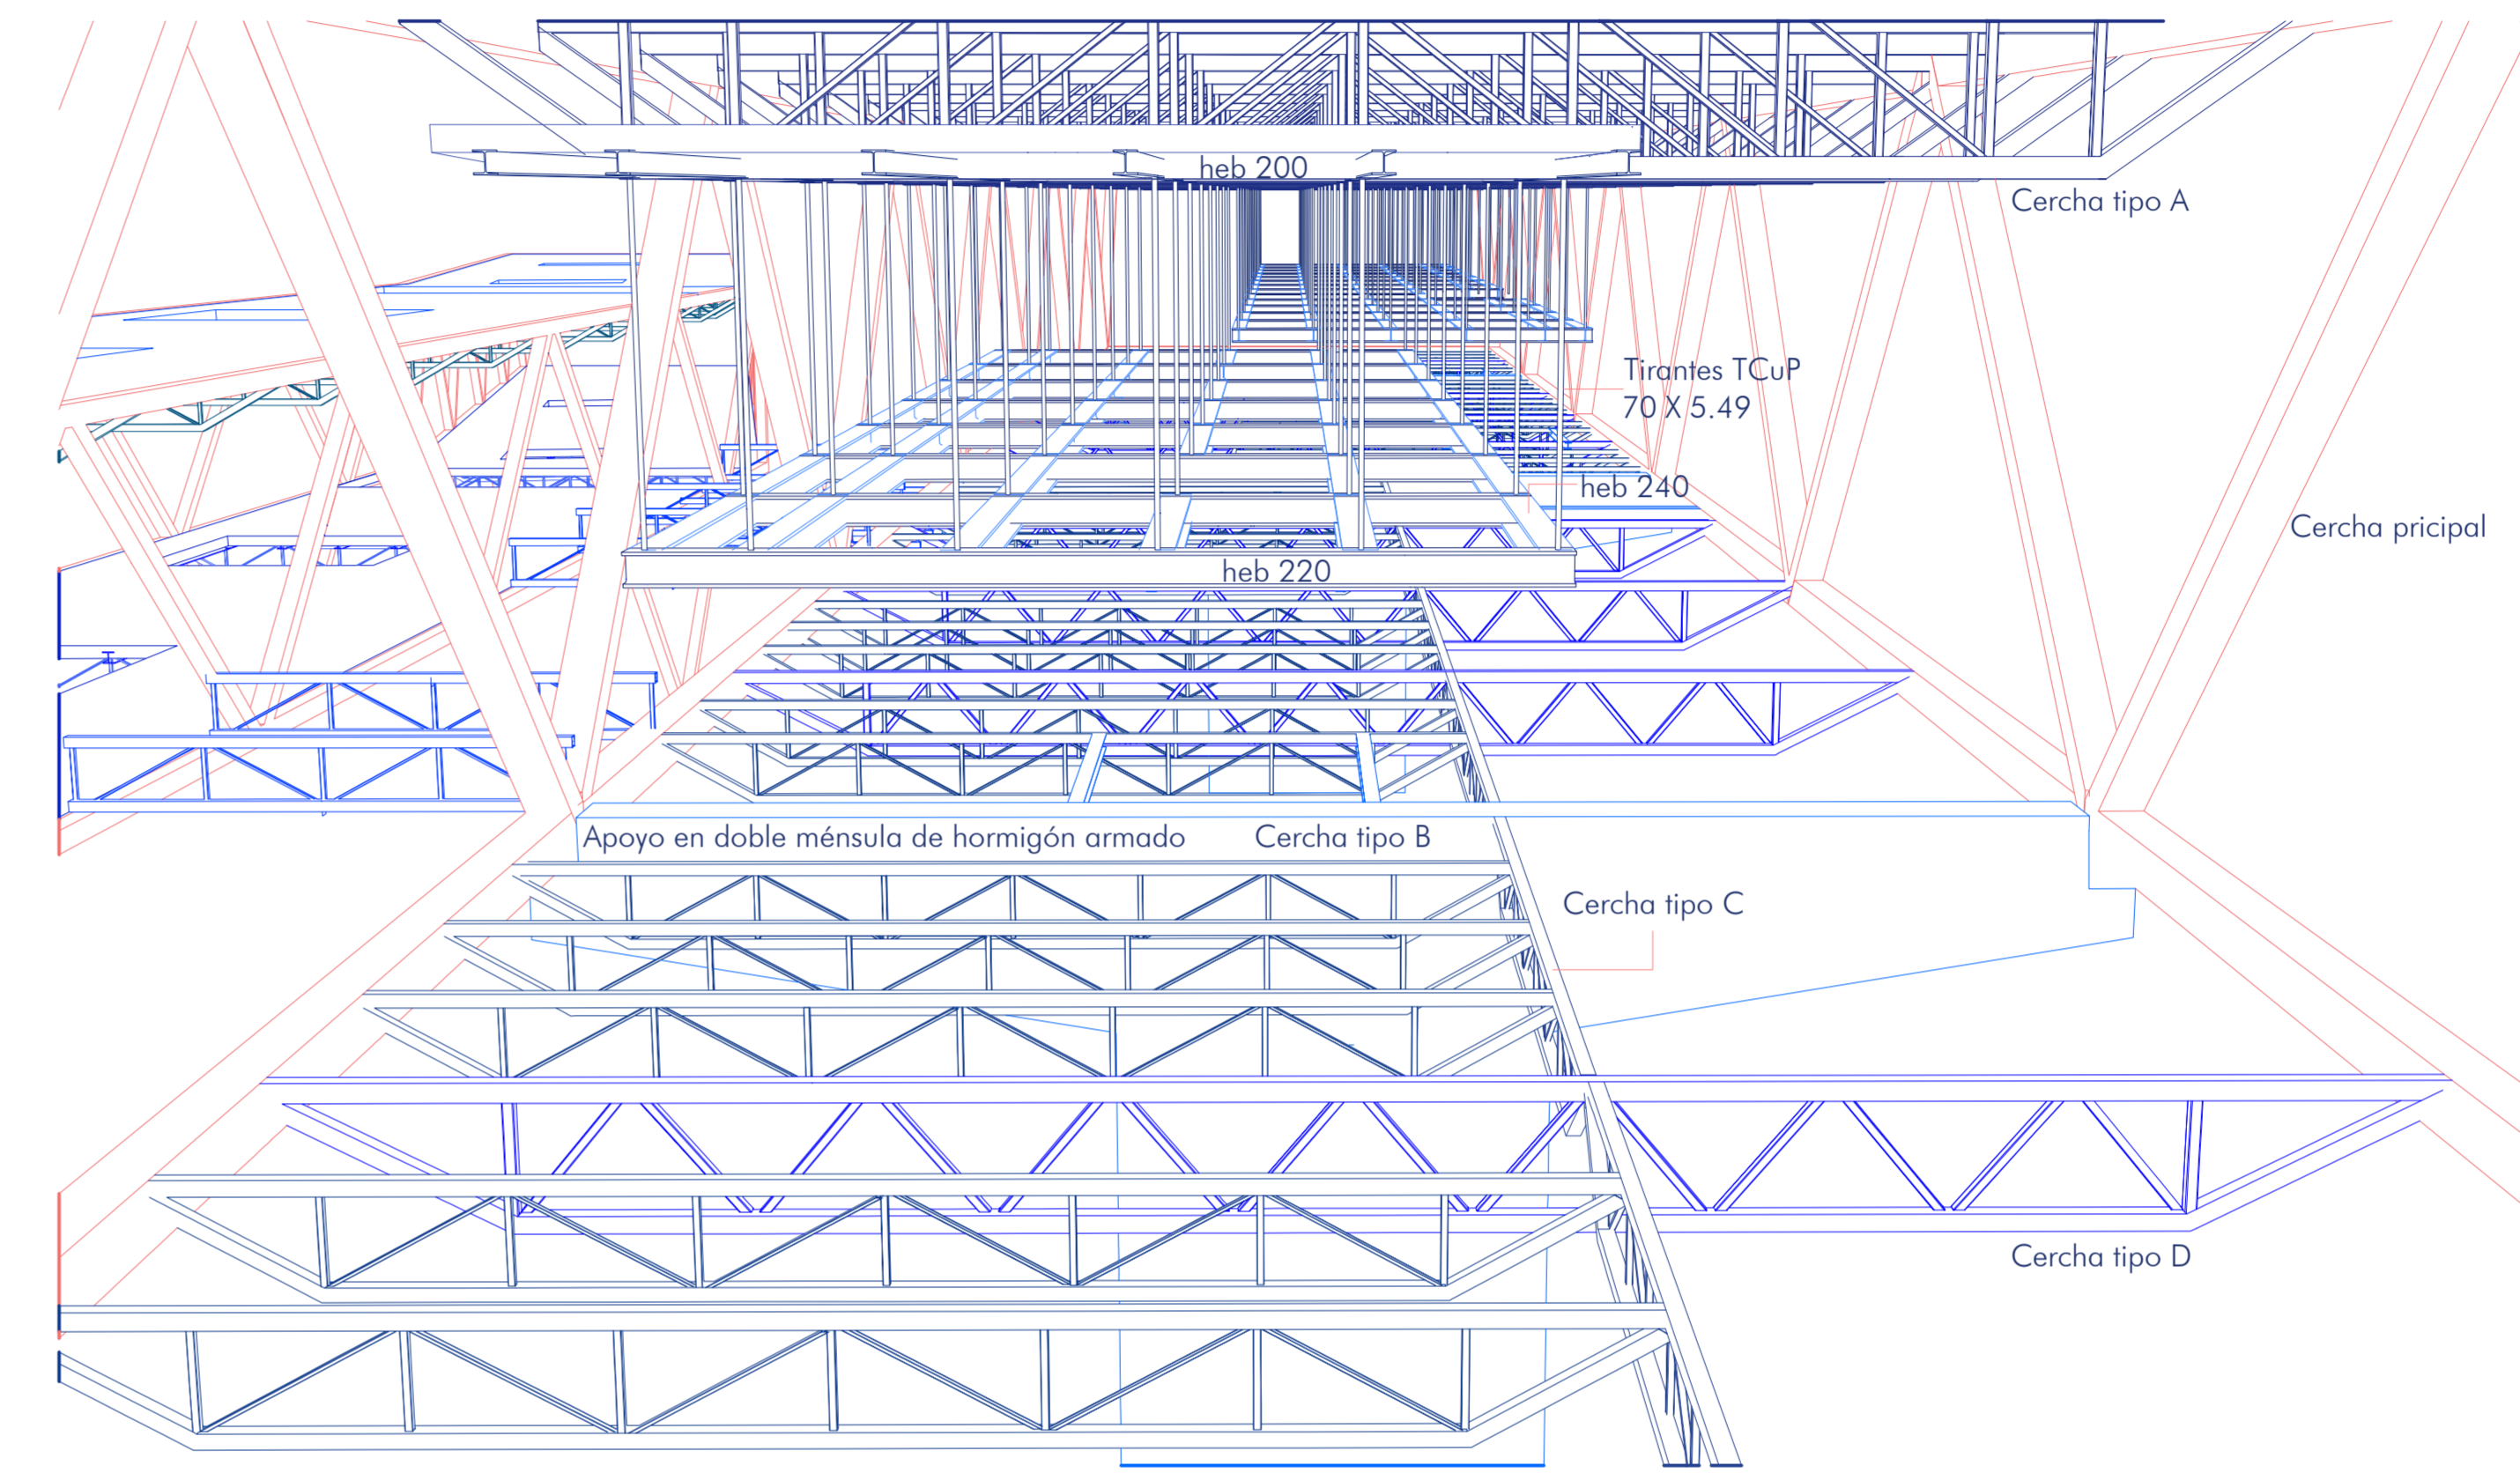 heb 200
Cercha tipo A
Tirantes TCuP
70 X 5.49
heb 240
Cercha pricipal
heb 220
Apoyo en doble ménsula de hormigón armado
Cercha tipo B
Cercha tipo C
Cercha tipo D